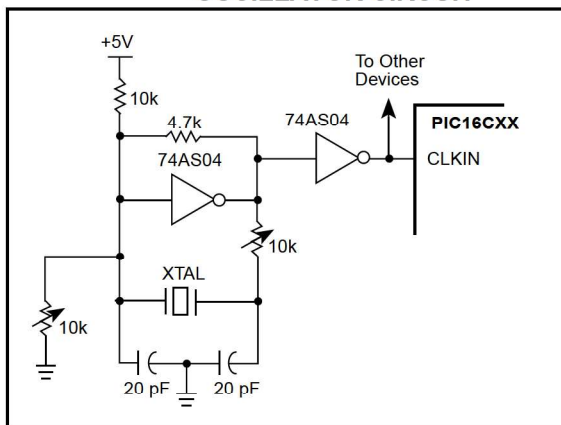 +5V
To Other
Devices
10k
4.7k
74AS04
PIC16CXX
74AS04
CLKIN
10k
XTAL
10k
20 pF
20 pF